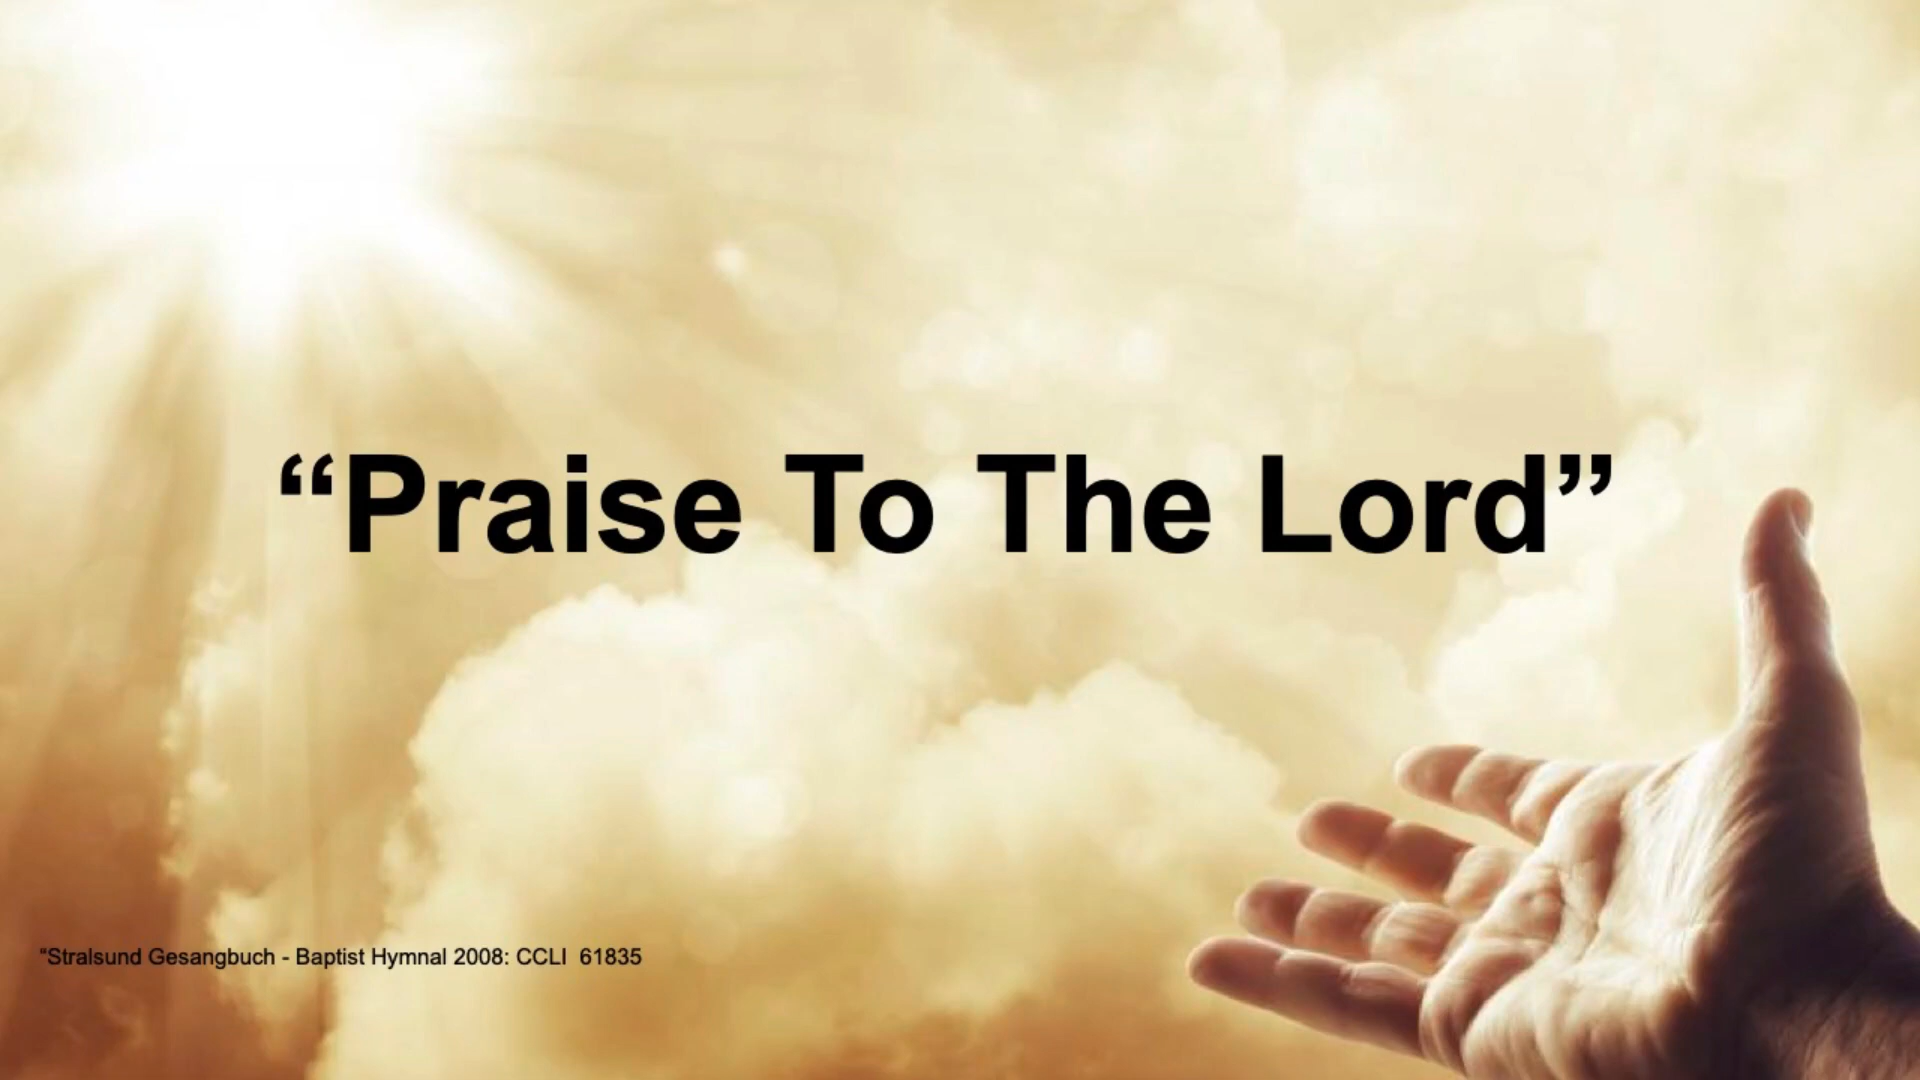 “Praise To The Lord”
“Stralsund Gesangbuch - Baptist Hymnal 2008: CCLI  61835